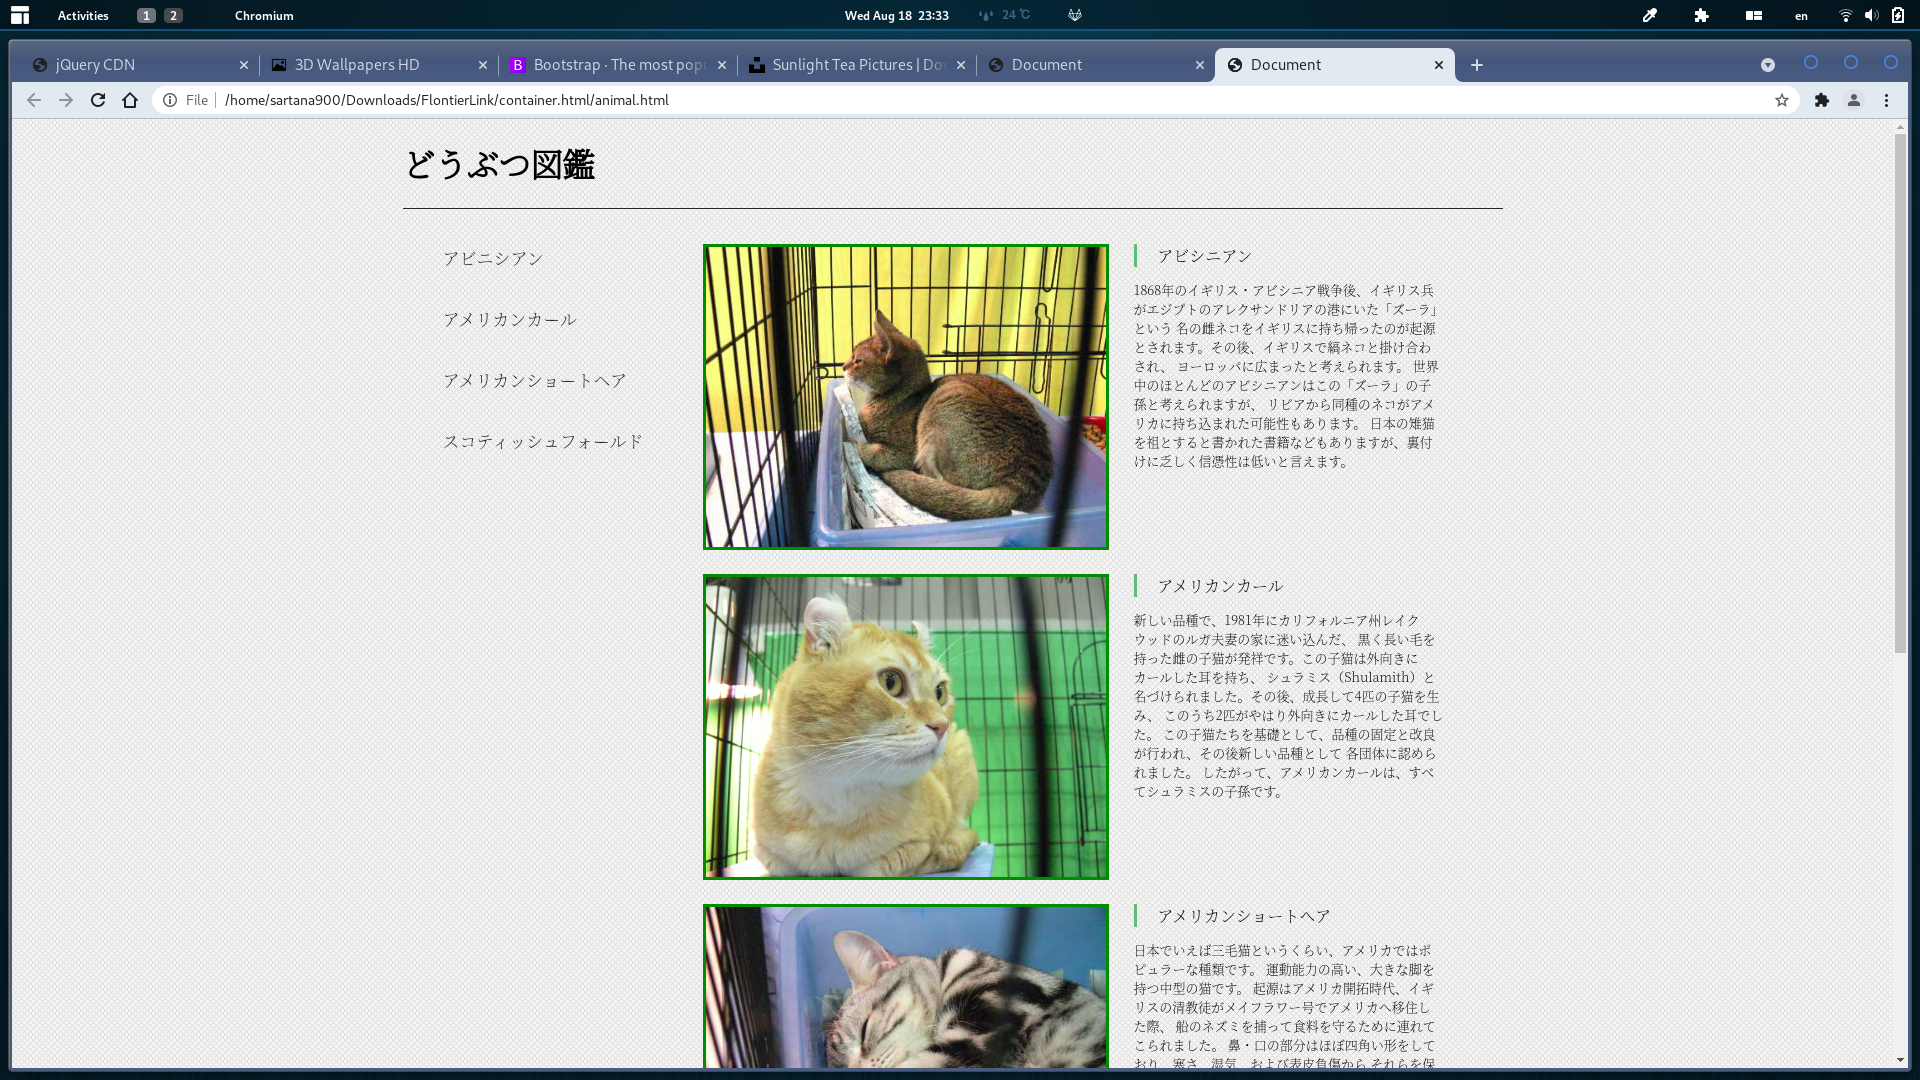 Activities
1
2
Chromium
Wed Aug 18 23:33
24 °C
en
jQuery CDN
3D Wallpapers HD
Bootstrap · The most popu
Sunlight Tea Pictures | Dow
Document
Document
File
/home/sartana900/Downloads/FlontierLink/container.html/animal.html
どうぶつ図鑑
アビニシアン
アメリカンカール
アメリカンショートヘア
スコティッシュフォールド
アビシニアン
1868年のイギリス・アビシニア戦争後、イギリス兵
がエジプトのアレクサンドリアの港にいた「ズーラ」
という 名の雌ネコをイギリスに持ち帰ったのが起源
とされます。その後、イギリスで縞ネコと掛け合わ
され、 ヨーロッパに広まったと考えられます。 世界
中のほとんどのアビシニアンはこの「ズーラ」の子
孫と考えられますが、 リビアから同種のネコがアメ
リカに持ち込まれた可能性もあります。 日本の雉猫
を祖とすると書かれた書籍などもありますが、裏付
けに乏しく信憑性は低いと言えます。
アメリカンカール
新しい品種で、1981年にカリフォルニア州レイク
ウッドのルガ夫妻の家に迷い込んだ、 黒く長い毛を
持った雌の子猫が発祥です。この子猫は外向きに
カールした耳を持ち、 シュラミス（Shulamith）と
名づけられました。その後、成長して4匹の子猫を生
み、 このうち2匹がやはり外向きにカールした耳でし
た。 この子猫たちを基礎として、品種の固定と改良
が行われ、その後新しい品種として 各団体に認めら
れました。 したがって、アメリカンカールは、すべ
てシュラミスの子孫です。
アメリカンショートヘア
日本でいえば三毛猫というくらい、アメリカではポ
ピュラーな種類です。 運動能力の高い、大きな脚を
持つ中型の猫です。 起源はアメリカ開拓時代、イギ
リスの清教徒がメイフラワー号でアメリカへ移住し
た際、 船のネズミを捕って食料を守るために連れて
こられました。 鼻・口の部分はほぼ四角い形をして
おり、寒さ、湿気、および表皮負傷から それらを保